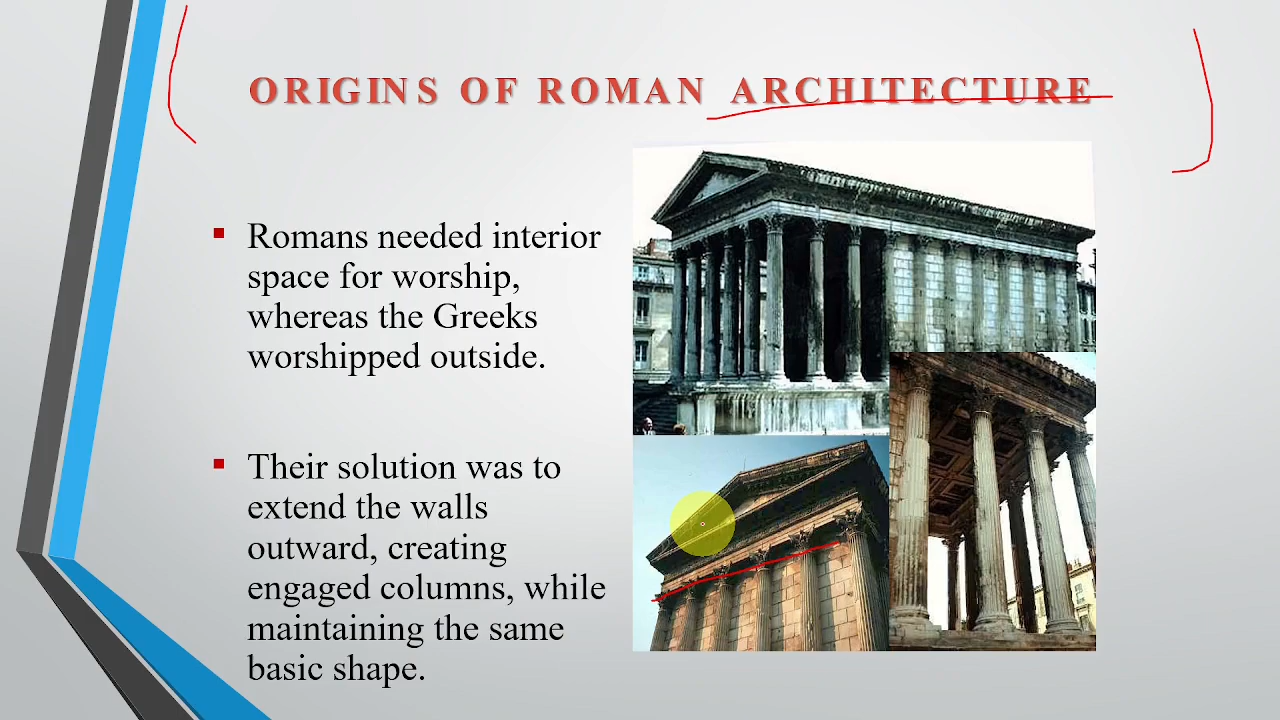 ORIGINS OF ROMAN ARCHITECTURE
Romans needed interior
space for worship,
whereas the Greeks
worshipped outside.
Their solution was to
extend the walls
outward, creating
engaged columns, while
maintaining the same
basic shape.